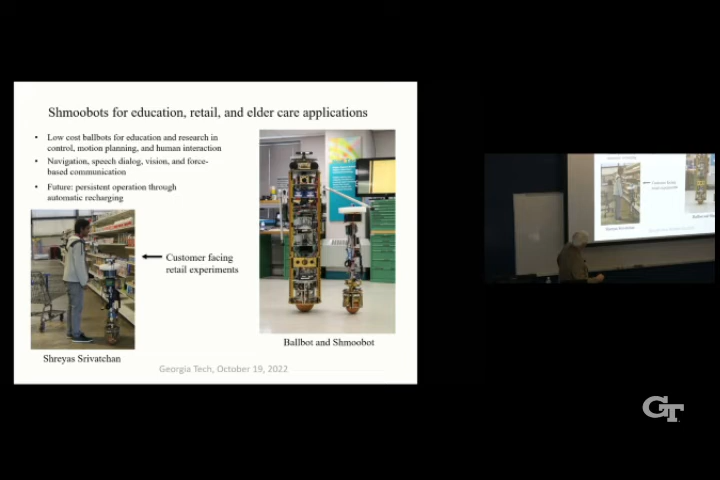 Shmoobots for education, retail, and elder care applications
• Low cost ballbots for education and research in
control, motion planning, and human interaction
• Navigation, speech dialog, vision, and force-
based communication
• Future: persistent operation through
automatic recharging
Customer facing
retail experiments
Ballbot and Shmoobot
Shreyas Srivatchan
Georgia Tech, October 19, 2022
GT